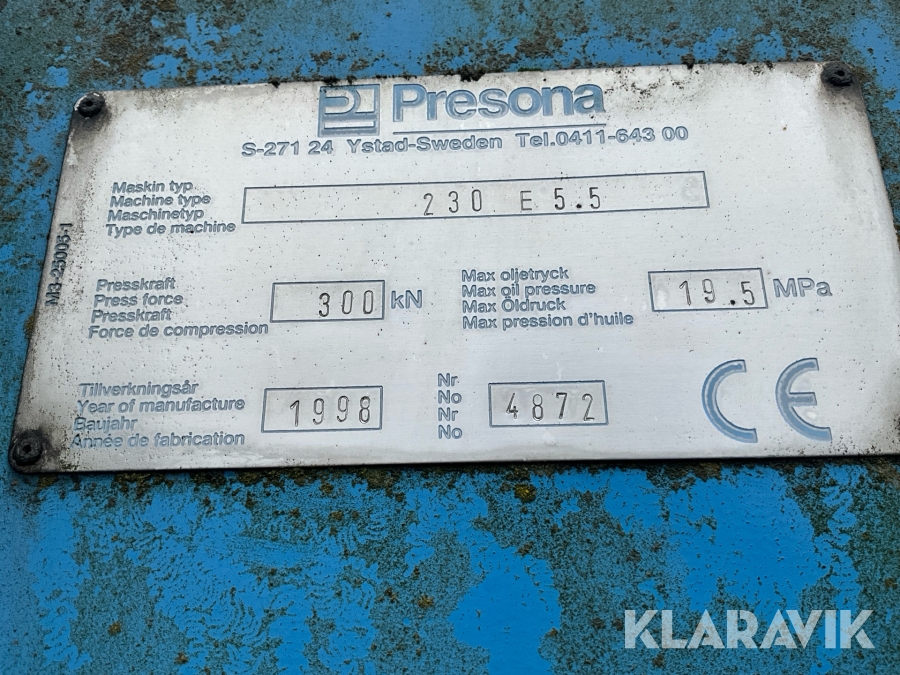 Presona
S-271 24 Ystad-Sweden Tel.0411-643 00
Maskin typ
Machine type
Maschinetyp
Type de machine
230 E 5.5
Presskraft
Press force
Presskraft
Force de compression
300 kN
Max oljetryck
Max oil pressure
Max Öldruck
Max pression d'huile
19.5 MPa
Tillverkningsår
Year of manufacture
Baujahr
Année de fabrication
1998
Nr
No
Nr
No
4872
CE
M3-25005-1
KLARAVIK